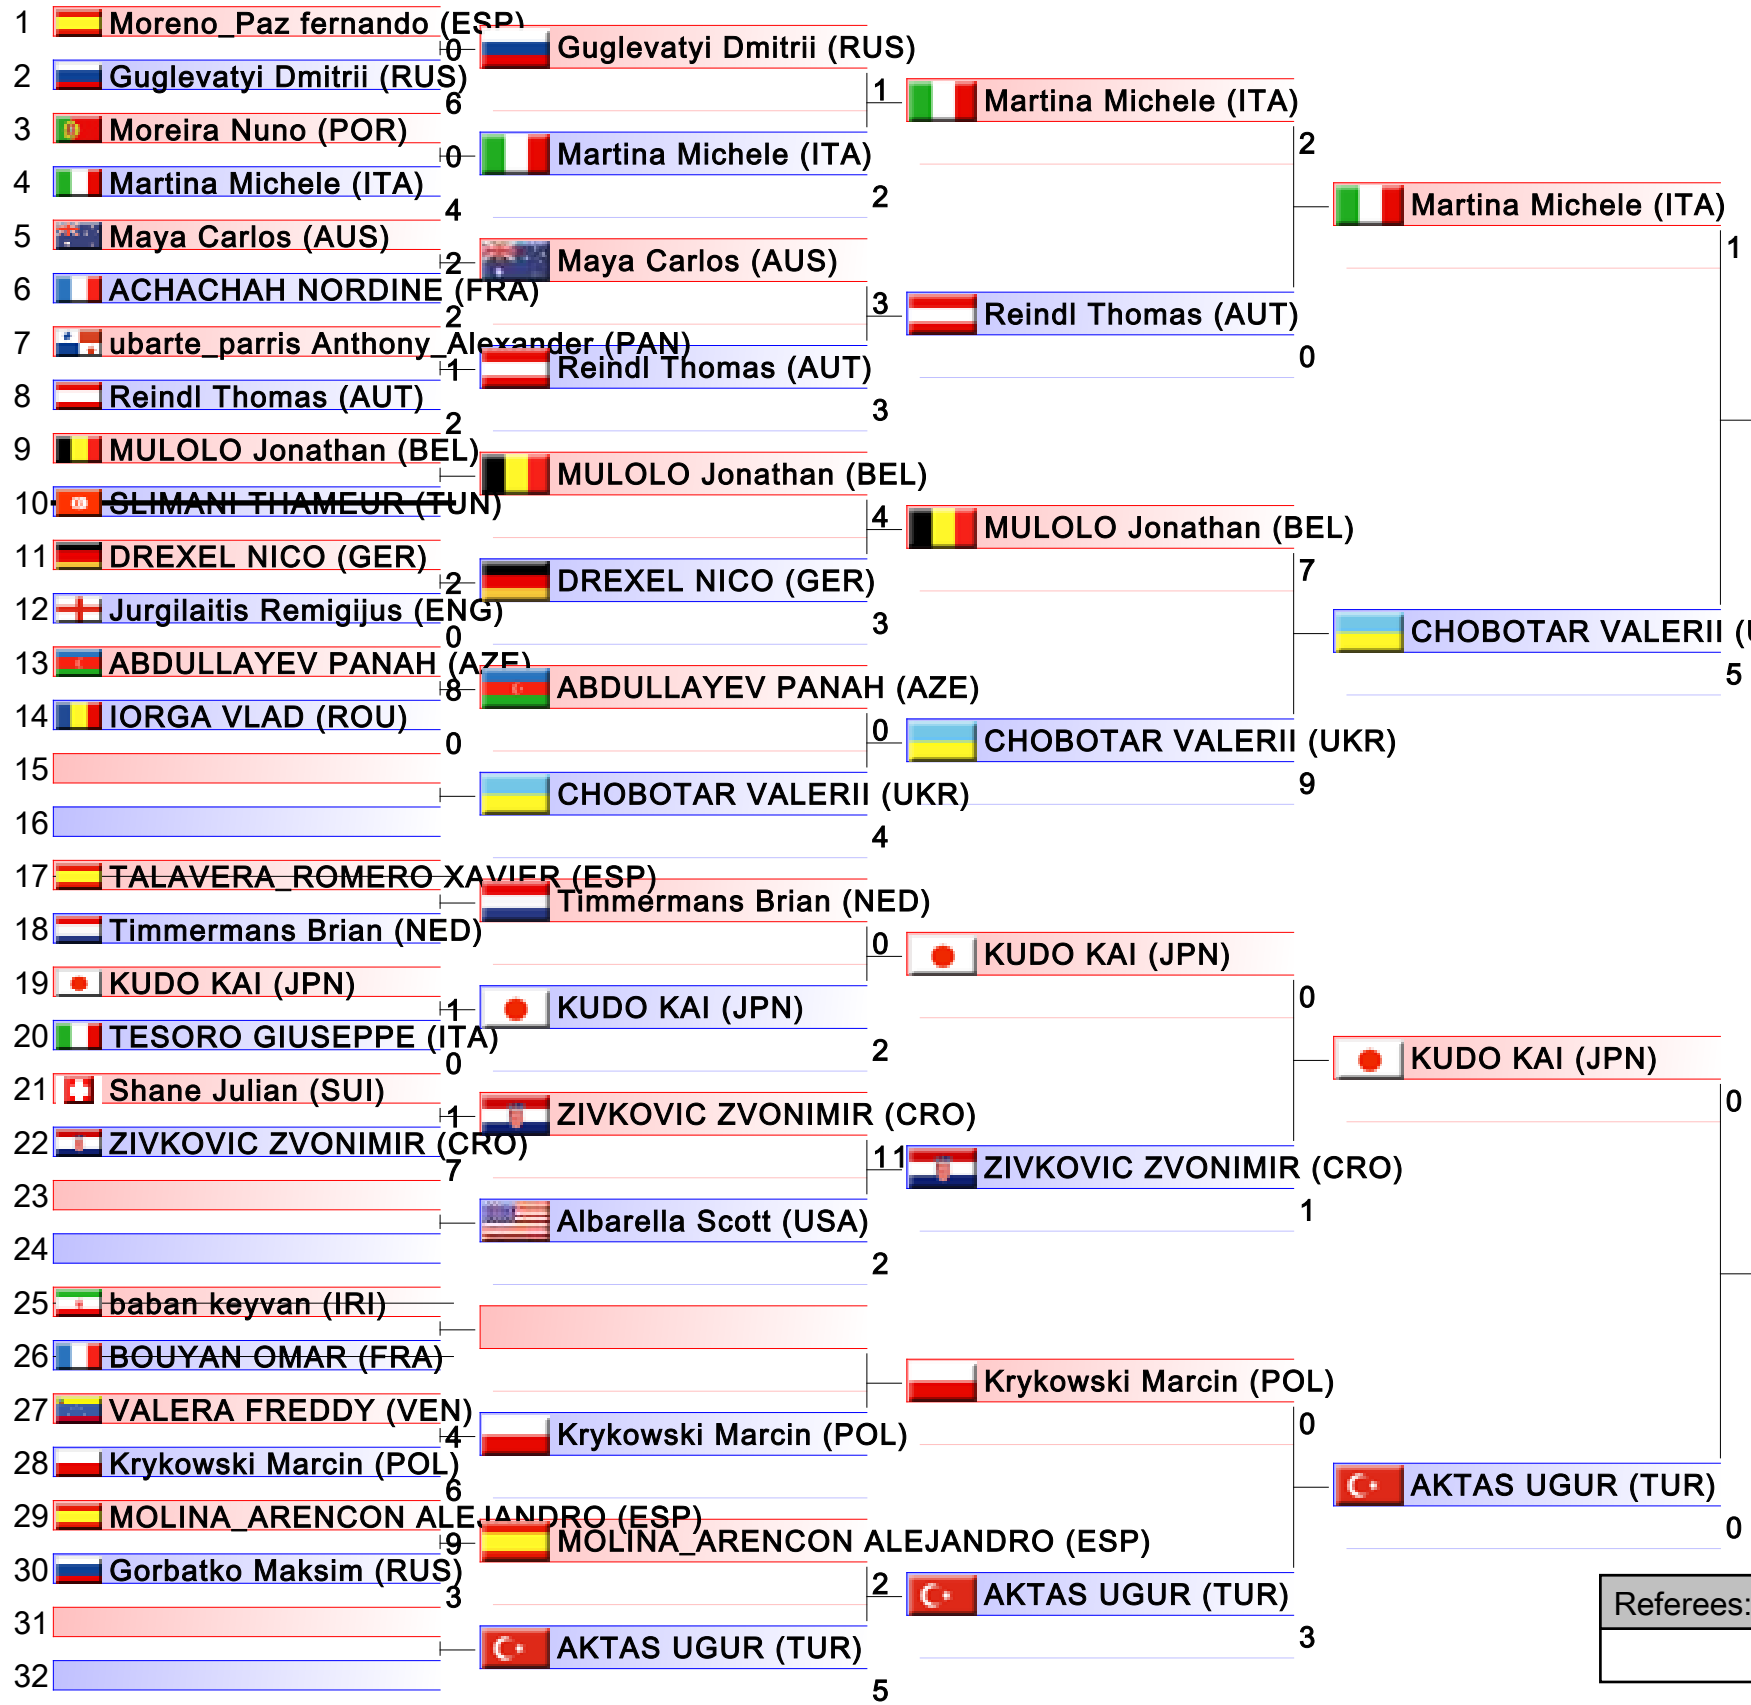 1 Moreno_Paz fernando (ESP)
0
2 Guglevatyi Dmitrii (RUS)
6
3 Moreira Nuno (POR)
0
4 Martina Michele (ITA)
4
5 Maya Carlos (AUS)
2
6 ACHACHAH NORDINE (FRA)
2
7 ubarte_parris Anthony_Alexander (PAN)
1
8 Reindl Thomas (AUT)
2
9 MULOLO Jonathan (BEL)
10 SLIMANI THAMEUR (TUN)
11 DREXEL NICO (GER)
2
12 Jurgilaitis Remigijus (ENG)
0
13 ABDULLAYEV PANAH (AZE)
8
14 IORGA VLAD (ROU)
0
15
16
17 TALAVERA_ROMERO XAVIER (ESP)
18 Timmermans Brian (NED)
19 KUDO KAI (JPN)
1
20 TESORO GIUSEPPE (ITA)
0
21 Shane Julian (SUI)
1
22 ZIVKOVIC ZVONIMIR (CRO)
7
23
24
25 baban keyvan (IRI)
26 BOUYAN OMAR (FRA)
27 VALERA FREDDY (VEN)
4
28 Krykowski Marcin (POL)
6
29 MOLINA_ARENCON ALEJANDRO (ESP)
9
30 Gorbatko Maksim (RUS)
3
31
32
Guglevatyi Dmitrii (RUS)
1
Martina Michele (ITA)
2
Maya Carlos (AUS)
3
Reindl Thomas (AUT)
3
MULOLO Jonathan (BEL)
4
DREXEL NICO (GER)
3
ABDULLAYEV PANAH (AZE)
0
CHOBOTAR VALERII (UKR)
4
Timmermans Brian (NED)
0
KUDO KAI (JPN)
2
ZIVKOVIC ZVONIMIR (CRO)
11
Albarella Scott (USA)
2
Krykowski Marcin (POL)
MOLINA_ARENCON ALEJANDRO (ESP)
2
AKTAS UGUR (TUR)
5
Martina Michele (ITA)
2
Reindl Thomas (AUT)
0
MULOLO Jonathan (BEL)
7
CHOBOTAR VALERII (UKR)
9
KUDO KAI (JPN)
0
ZIVKOVIC ZVONIMIR (CRO)
1
Krykowski Marcin (POL)
0
AKTAS UGUR (TUR)
3
Martina Michele (ITA)
1
CHOBOTAR VALERII (U
5
KUDO KAI (JPN)
0
AKTAS UGUR (TUR)
0
Referees: